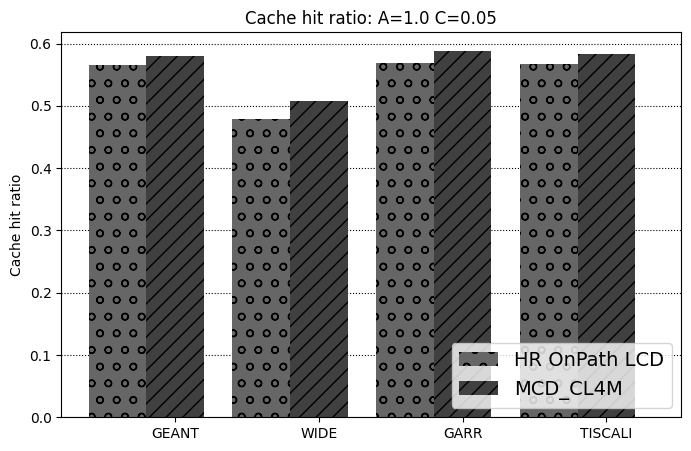 Cache hit ratio: A=1.0 C=0.05
Cache hit ratio
0.6
0.5
0.4
0.3
0.2
0.1
0.0
GEANT
WIDE
GARR
TISCALI
HR OnPath LCD
MCD_CL4M